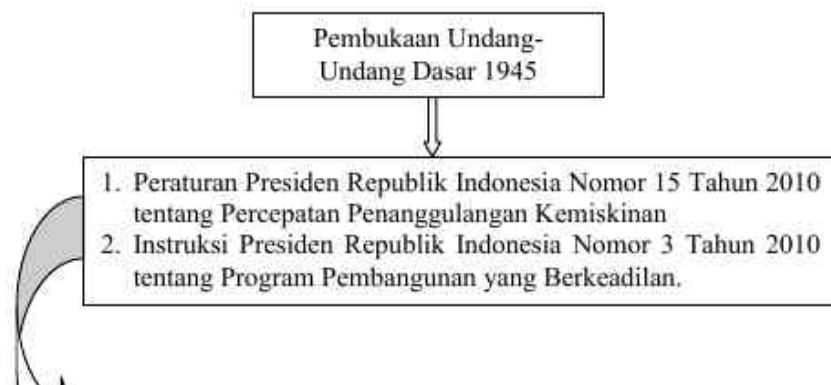 Pembukaan Undang-
Undang Dasar 1945
1. Peraturan Presiden Republik Indonesia Nomor 15 Tahun 2010
tentang Percepatan Penanggulangan Kemiskinan
2. Instruksi Presiden Republik Indonesia Nomor 3 Tahun 2010
tentang Program Pembangunan yang Berkeadilan.